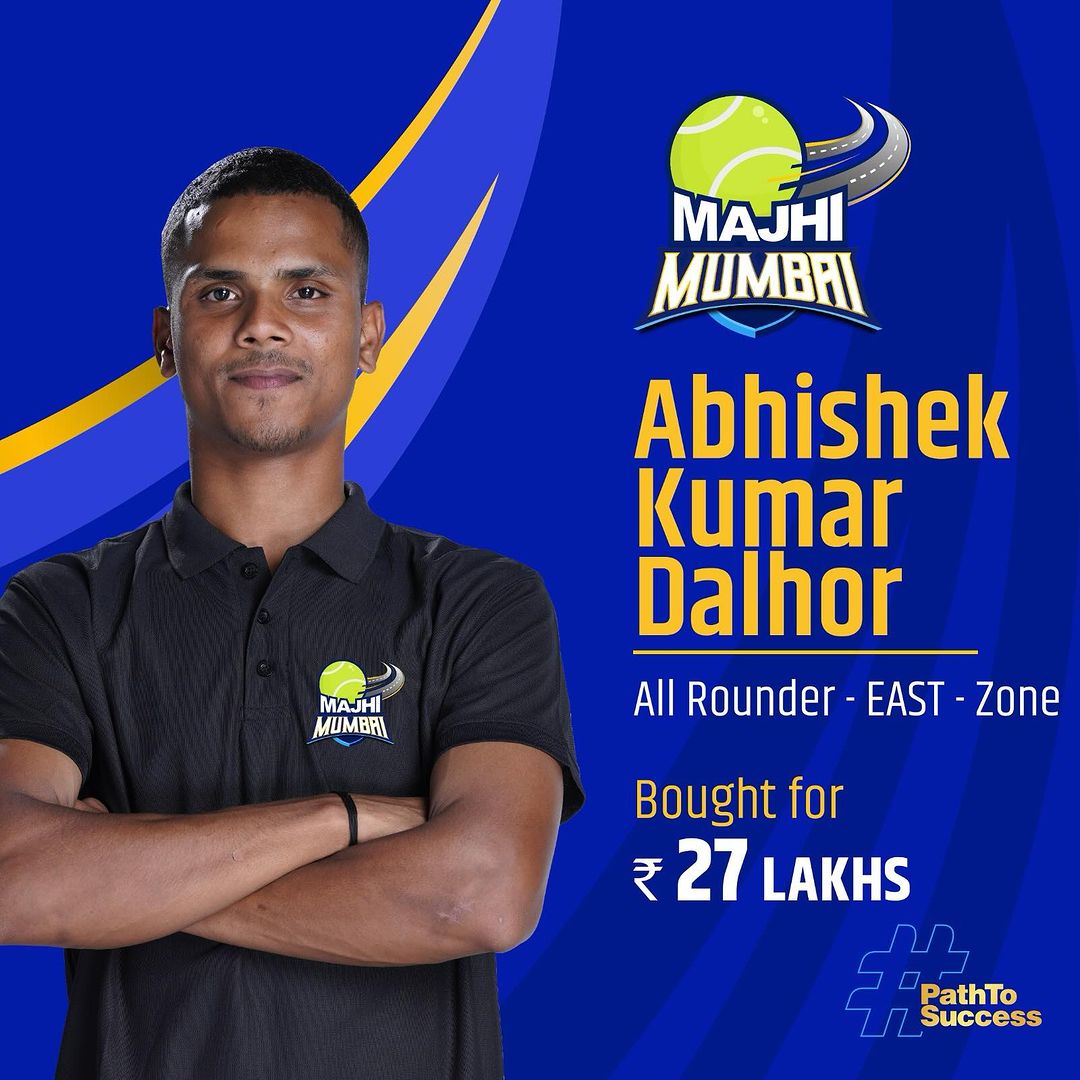 MAJHI
MUMBAI
Abhishek
Kumar
Dalhor
All Rounder - EAST - Zone
Bought for
₹ 27 LAKHS
#PathTo
Success
MAJHI
MUMBAI